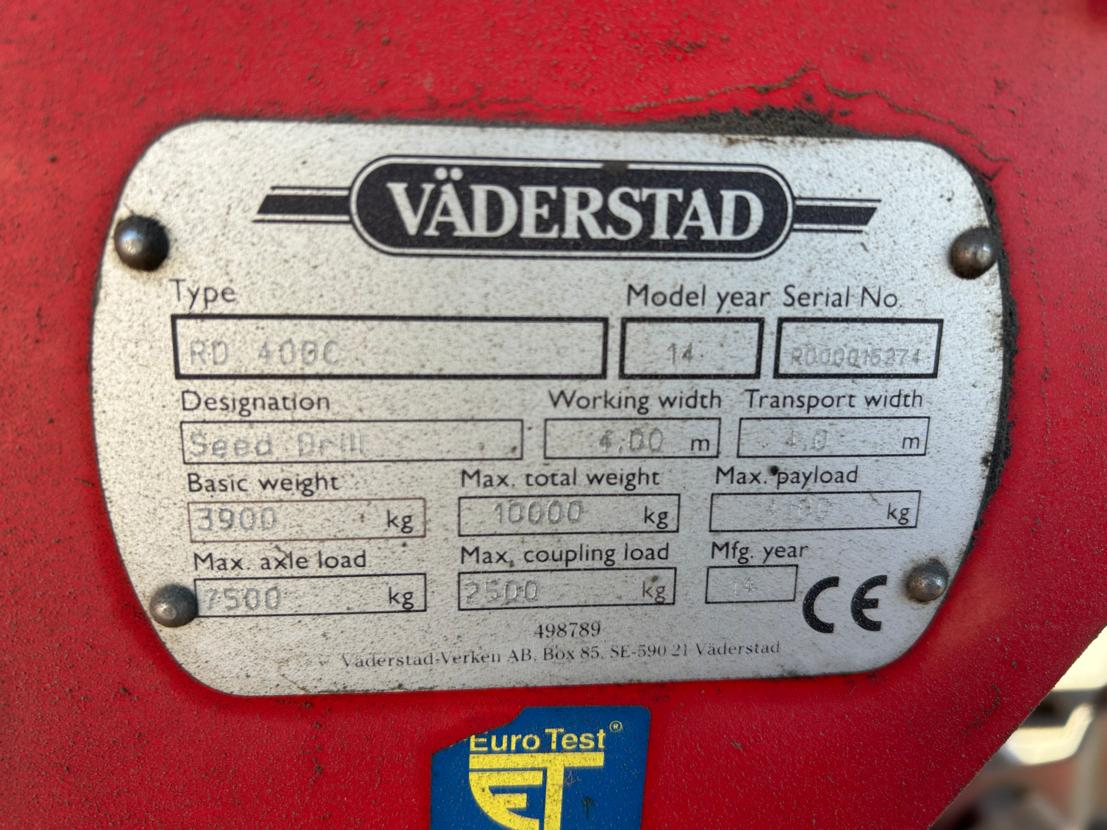 VÄDERSTAD
Type Model year Serial No.
RD 400C 14 RD00015274
Designation Working width Transport width
Seed Drill 4.00 m 4.0 m
Basic weight Max. total weight Max. payload
3900 kg 10000 kg kg
Max. axle load Max. coupling load Mfg. year
7500 kg 2500 kg 14
CE
498789
Väderstad-Verken AB, Box 85, SE-590 21 Väderstad
Euro Test®
ET